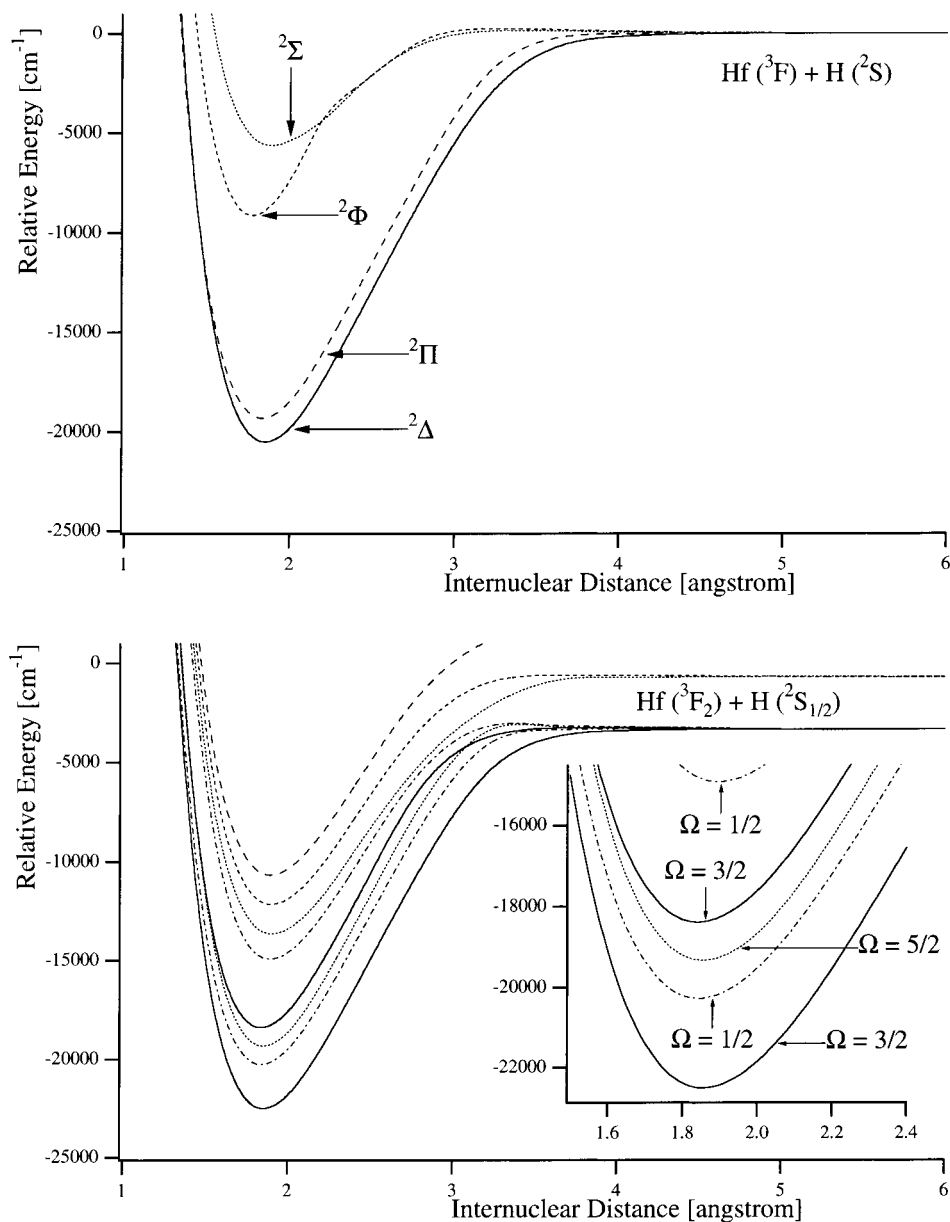 0
-5000
-10000
-15000
-20000
-25000
Relative Energy [cm-1]
2Σ
2Φ
2Π
2Δ
Hf (3F) + H (2S)
1 2 3 4 5 6
Internuclear Distance [angstrom]
0
-5000
-10000
-15000
-20000
-25000
Relative Energy [cm-1]
Hf (3F2) + H (2S1/2)
-16000
-18000
-20000
-22000
Ω = 1/2
Ω = 3/2
Ω = 5/2
Ω = 1/2
Ω = 3/2
1.6 1.8 2.0 2.2 2.4
1 2 3 4 5 6
Internuclear Distance [angstrom]